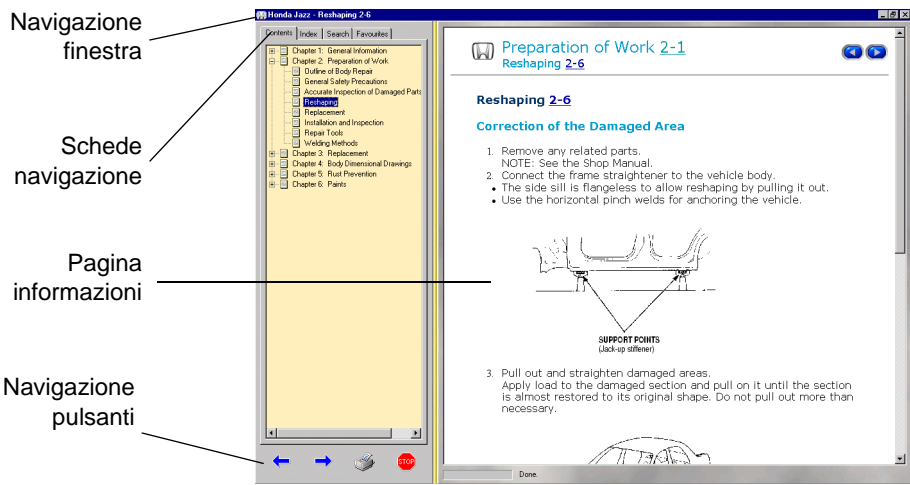 Navigazione
finestra
Schede
navigazione
Pagina
informazioni
Navigazione
pulsanti
Honda Jazz - Reshaping 2-6
Contents Index Search Favourites
Chapter 1: General Information
Chapter 2: Preparation of Work
Outline of Body Repair
General Safety Precautions
Accurate Inspection of Damaged Parts
Reshaping
Replacement
Installation and Inspection
Repair Tools
Welding Methods
Chapter 3: Replacement
Chapter 4: Body Dimensional Drawings
Chapter 5: Rust Prevention
Chapter 6: Paints
STOP
Preparation of Work 2-1
Reshaping 2-6
Reshaping 2-6
Correction of the Damaged Area
1. Remove any related parts.
NOTE: See the Shop Manual.
2. Connect the frame straightener to the vehicle body.
• The side sill is flangeless to allow reshaping by pulling it out.
• Use the horizontal pinch welds for anchoring the vehicle.
SUPPORT POINTS
(Jack-up stiffener)
3. Pull out and straighten damaged areas.
Apply load to the damaged section and pull on it until the section
is almost restored to its original shape. Do not pull out more than
necessary.
Done.